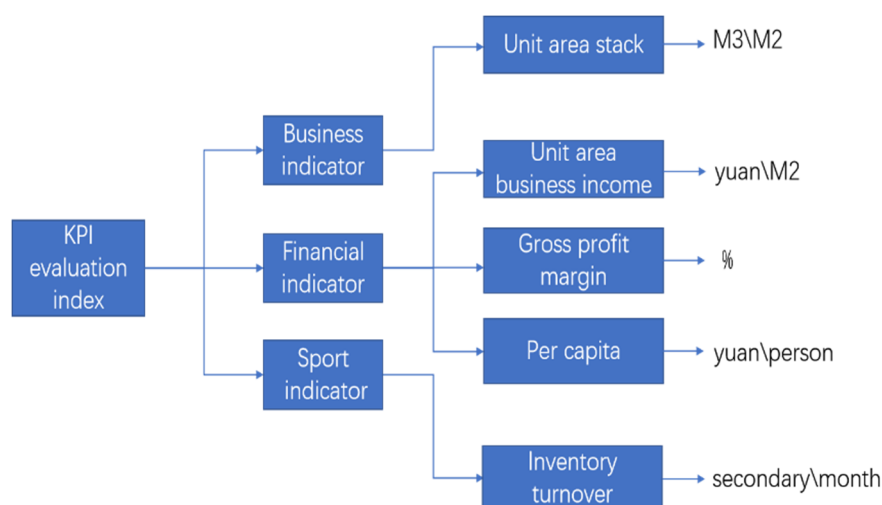 Unit area stack
M3\M2
Business
indicator
Unit area
business income
yuan\M2
KPI
evaluation
index
Financial
indicator
Gross profit
margin
%
Sport
indicator
Per capita
yuan\person
Inventory
turnover
secondary\month